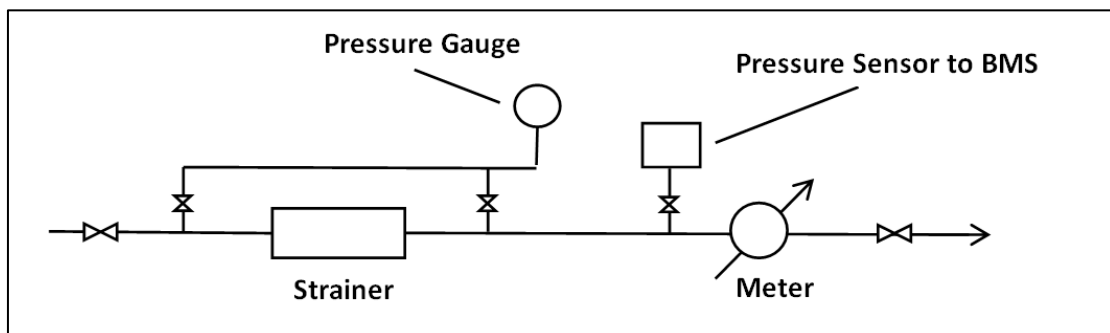 Pressure Gauge
Pressure Sensor to BMS
Strainer
Meter